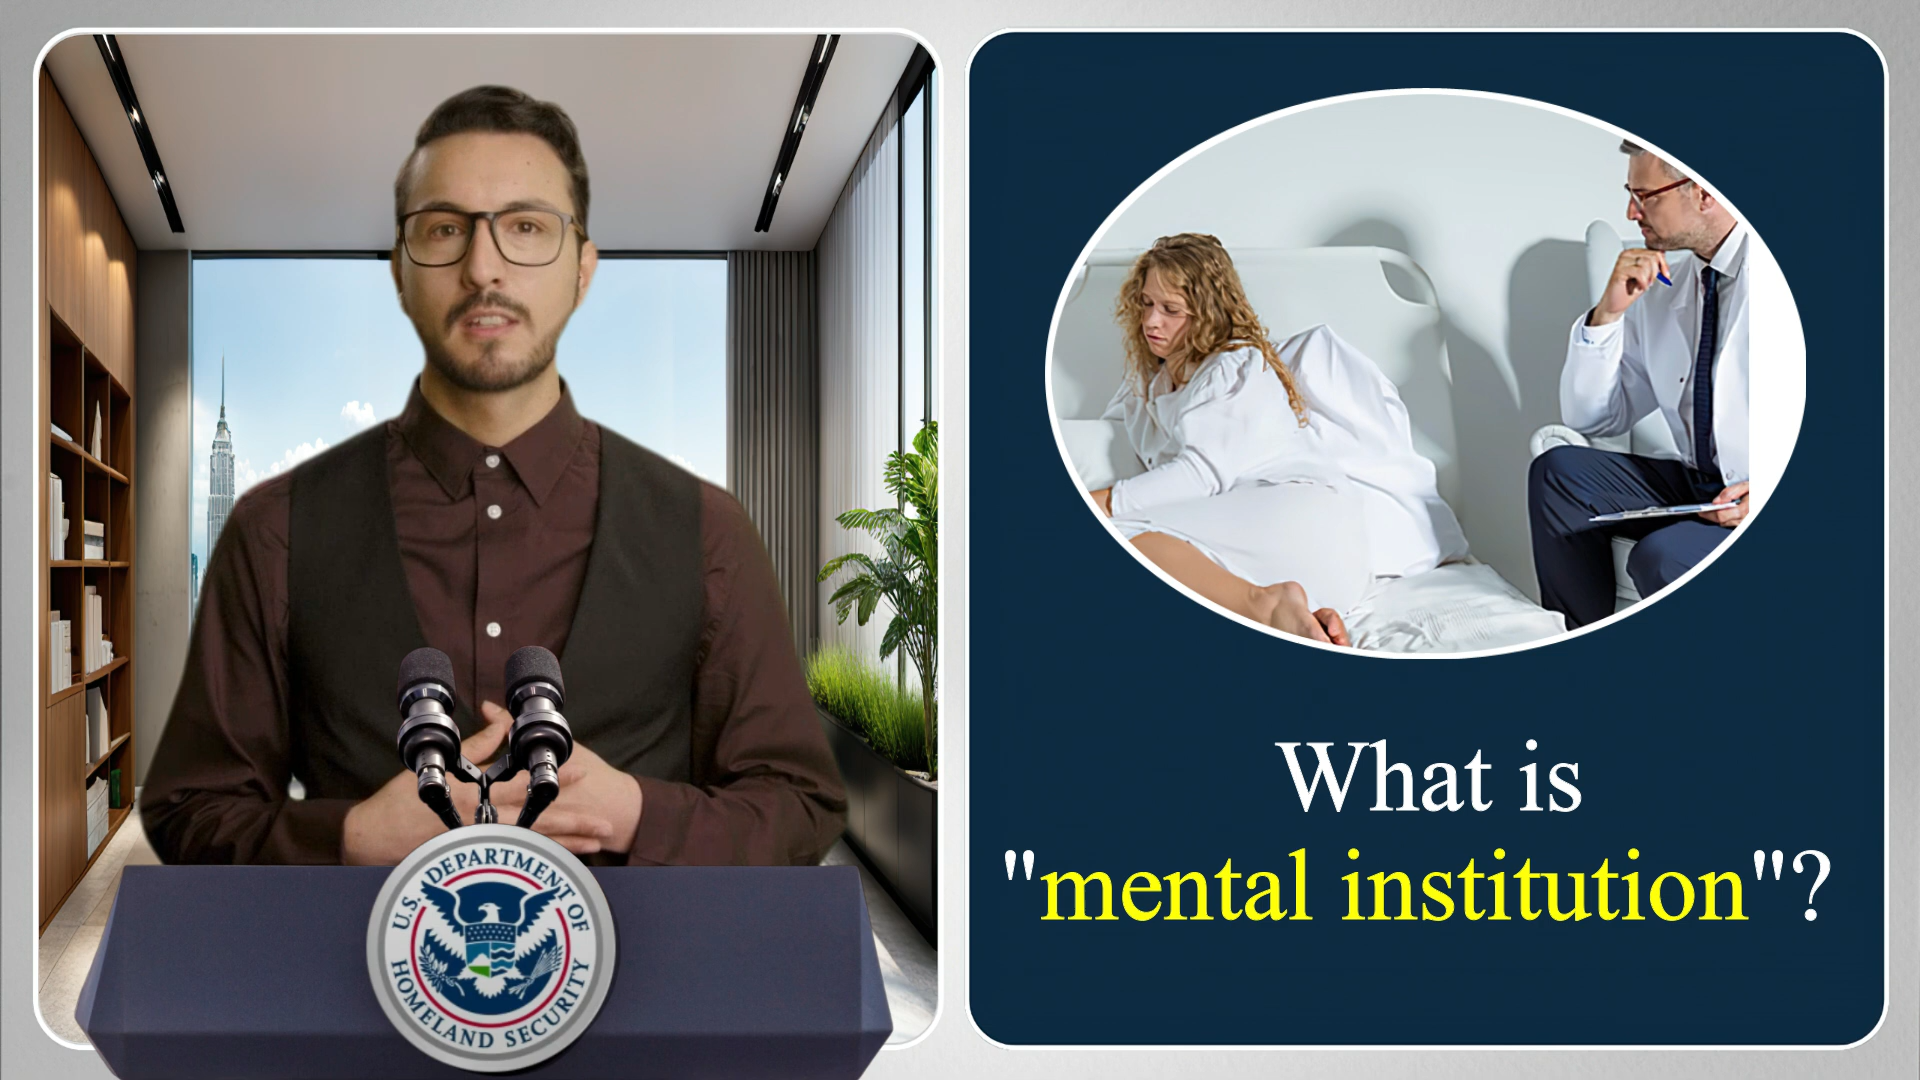 U.S. DEPARTMENT OF
HOMELAND SECURITY
What is
"mental institution"?